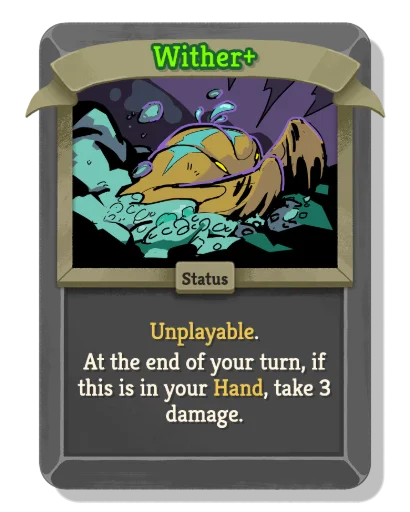 Wither+
Status
Unplayable.
At the end of your turn, if
this is in your Hand, take 3
damage.